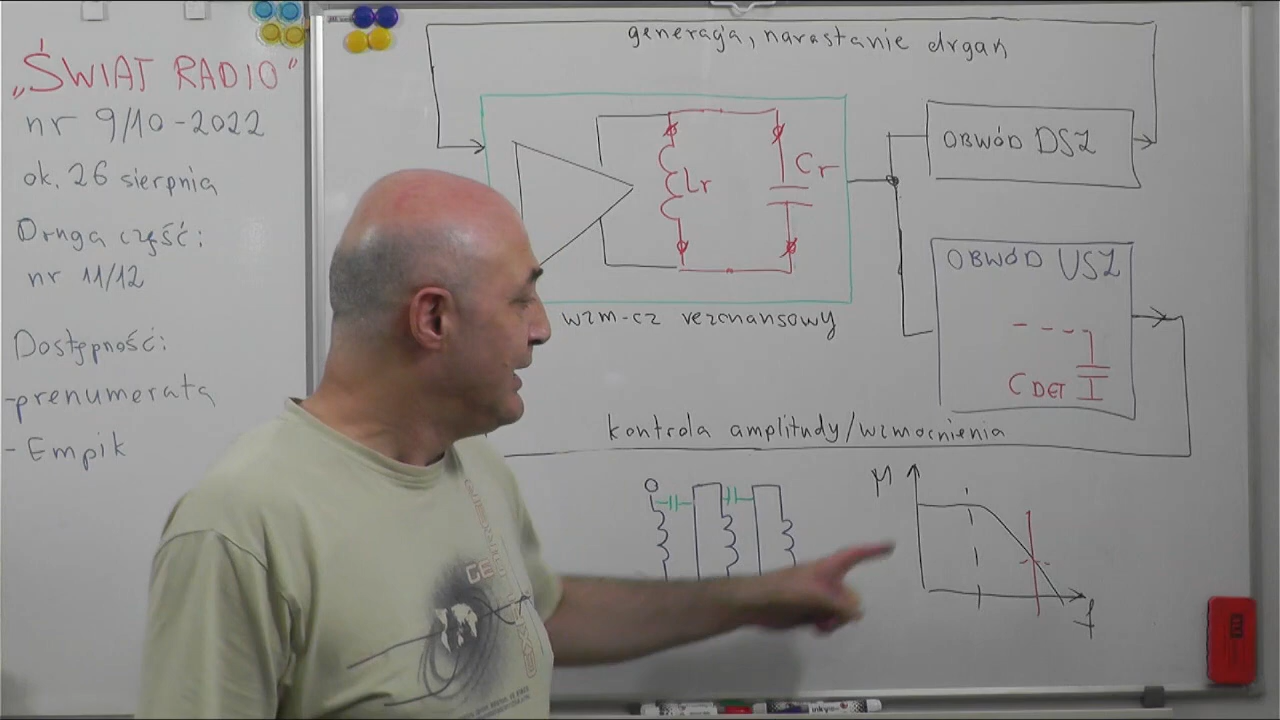 „ŚWIAT RADIO”
nr 9/10-2022
ok. 26 sierpnia
Druga część:
nr 11/12
Dostępność:
-prenumerata
- Empik
generacja, narastanie drgań
Lr
Cr
wzm-cz rezonansowy
OBWÓD DSZ
OBWÓD USZ
C DET
kontrola amplitudy/wzmocnienia
μ
f